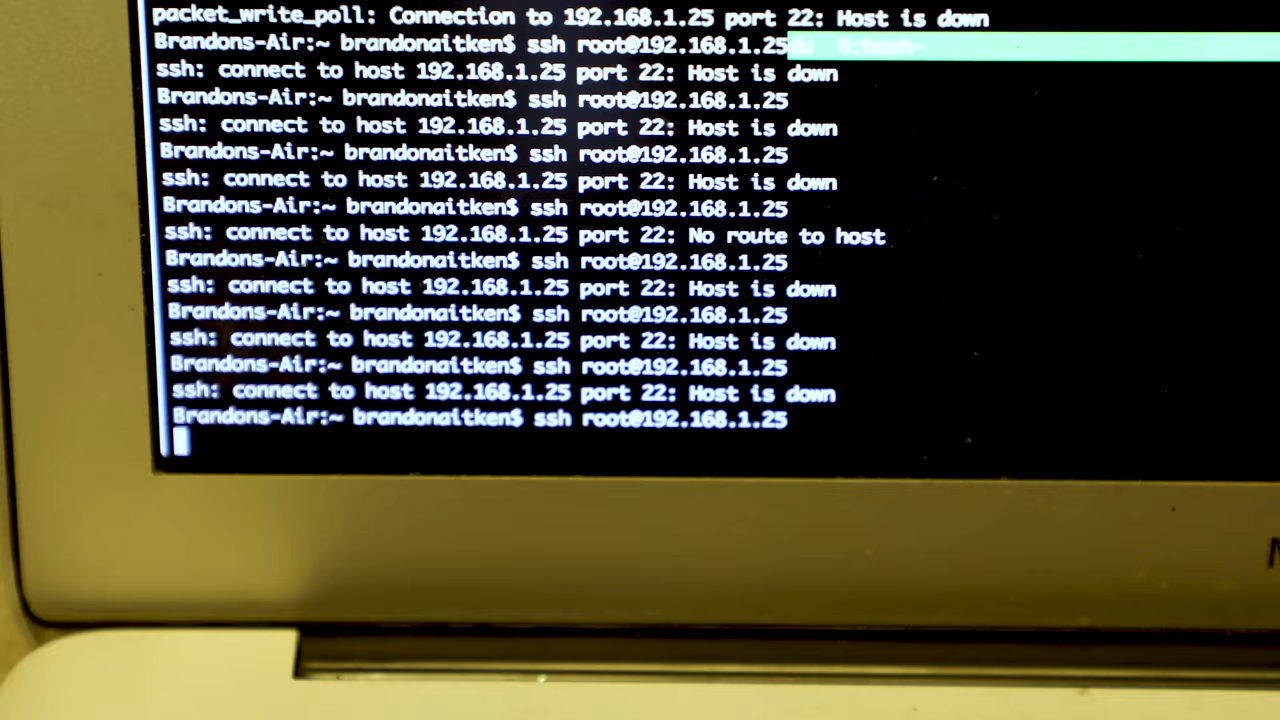 packet_write_poll: Connection to 192.168.1.25 port 22: Host is down
Brandons-Air:~ brandonaitken$ ssh root@192.168.1.25
ssh: connect to host 192.168.1.25 port 22: Host is down
Brandons-Air:~ brandonaitken$ ssh root@192.168.1.25
ssh: connect to host 192.168.1.25 port 22: Host is down
Brandons-Air:~ brandonaitken$ ssh root@192.168.1.25
ssh: connect to host 192.168.1.25 port 22: Host is down
Brandons-Air:~ brandonaitken$ ssh root@192.168.1.25
ssh: connect to host 192.168.1.25 port 22: No route to host
Brandons-Air:~ brandonaitken$ ssh root@192.168.1.25
ssh: connect to host 192.168.1.25 port 22: Host is down
Brandons-Air:~ brandonaitken$ ssh root@192.168.1.25
ssh: connect to host 192.168.1.25 port 22: Host is down
Brandons-Air:~ brandonaitken$ ssh root@192.168.1.25
ssh: connect to host 192.168.1.25 port 22: Host is down
Brandons-Air:~ brandonaitken$ ssh root@192.168.1.25